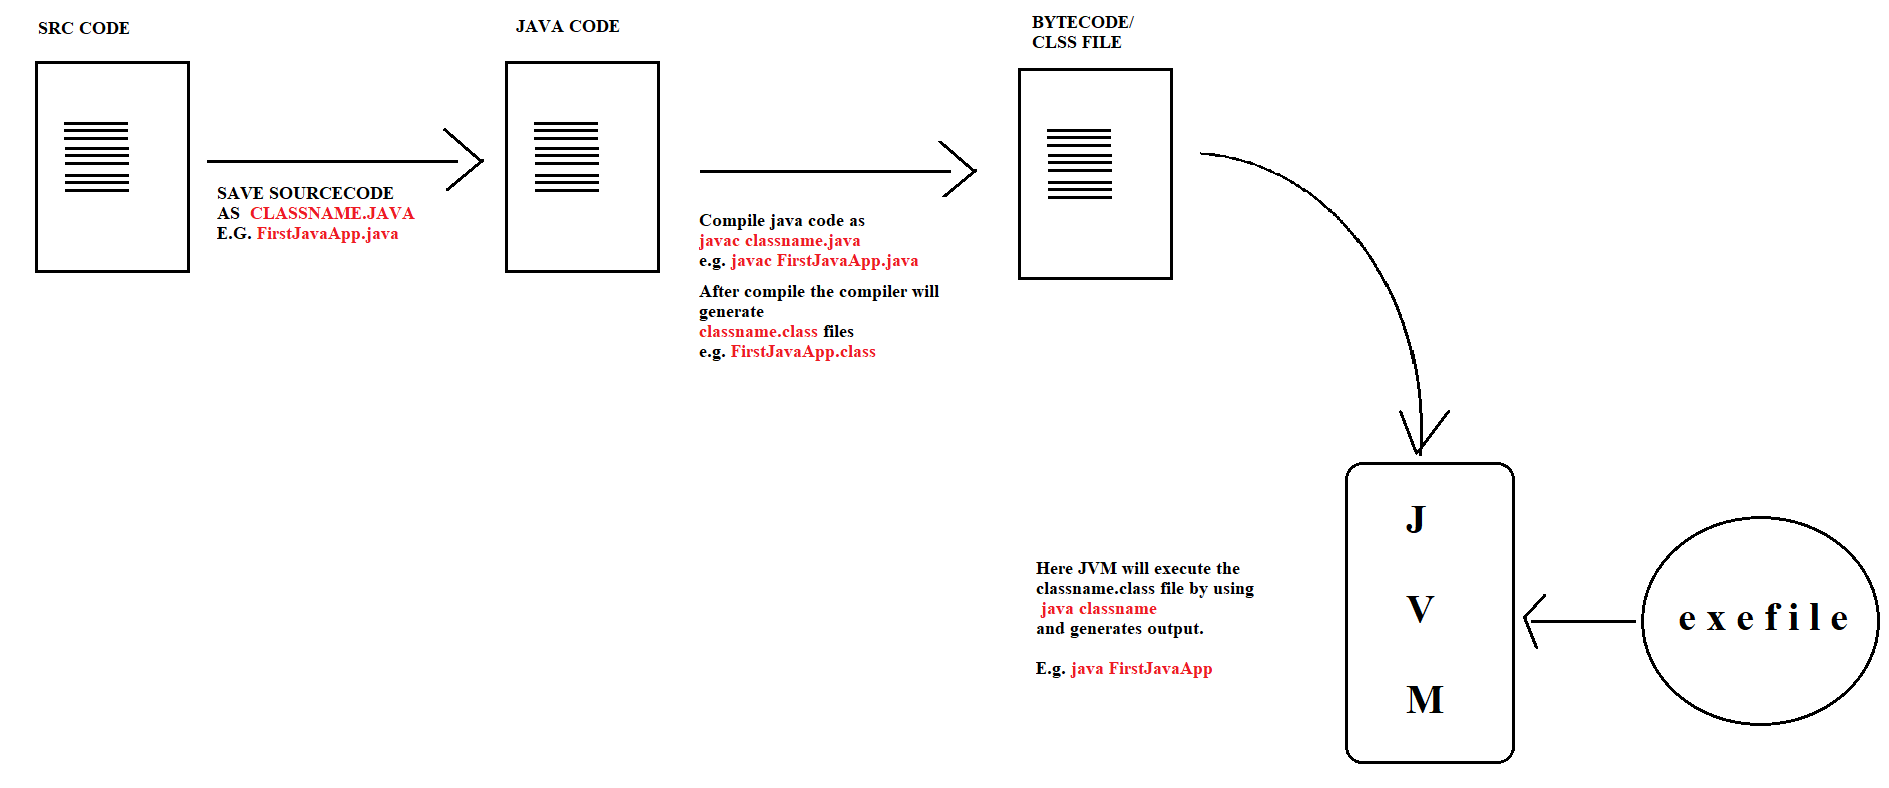 SRC CODE
JAVA CODE
BYTECODE/
CLSS FILE
SAVE SOURCECODE
AS CLASSNAME.JAVA
E.G. FirstJavaApp.java
Compile java code as
javac classname.java
e.g. javac FirstJavaApp.java
After compile the compiler will
generate
classname.class files
e.g. FirstJavaApp.class
Here JVM will execute the
classname.class file by using
java classname
and generates output.
E.g. java FirstJavaApp
J
V
M
exefile